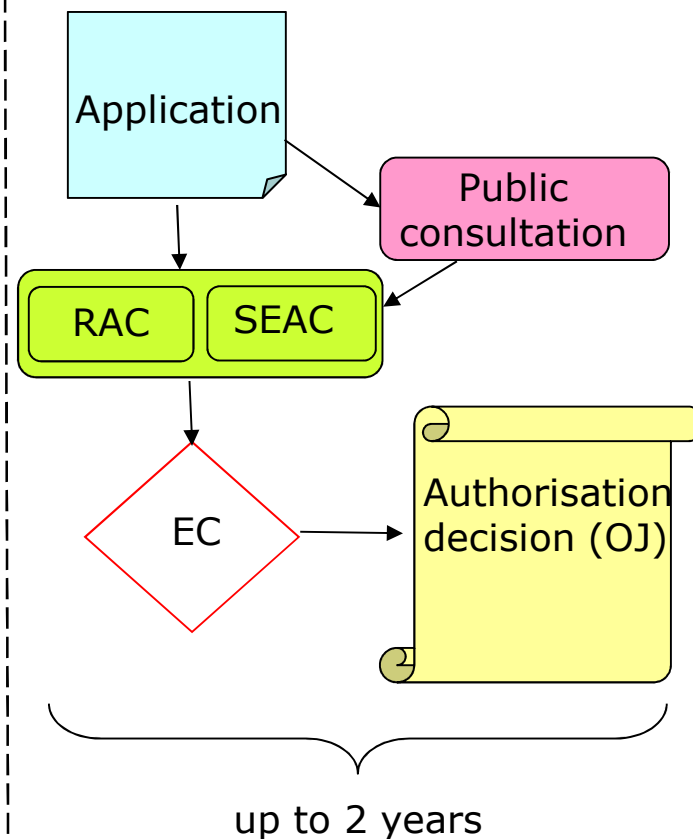 Application
Public
consultation
RAC
SEAC
EC
Authorisation
decision (OJ)
up to 2 years